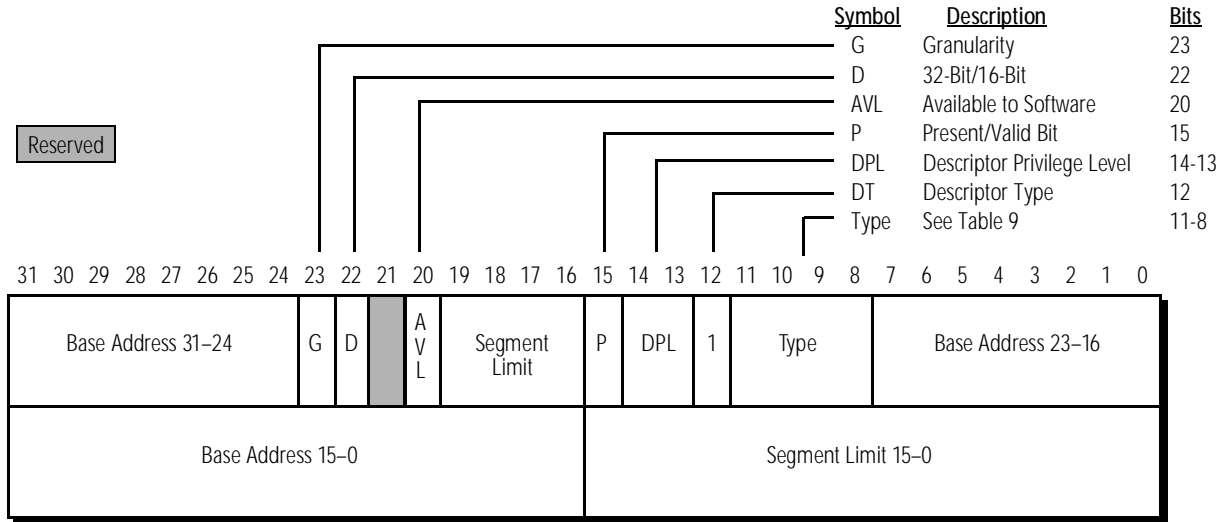 Symbol Description Bits
G Granularity 23
D 32-Bit/16-Bit 22
AVL Available to Software 20
P Present/Valid Bit 15
DPL Descriptor Privilege Level 14-13
DT Descriptor Type 12
Type See Table 9 11-8
Reserved
31 30 29 28 27 26 25 24 23 22 21 20 19 18 17 16 15 14 13 12 11 10 9 8 7 6 5 4 3 2 1 0
Base Address 31–24 G D AVL Segment Limit P DPL 1 Type Base Address 23–16
Base Address 15–0 Segment Limit 15–0